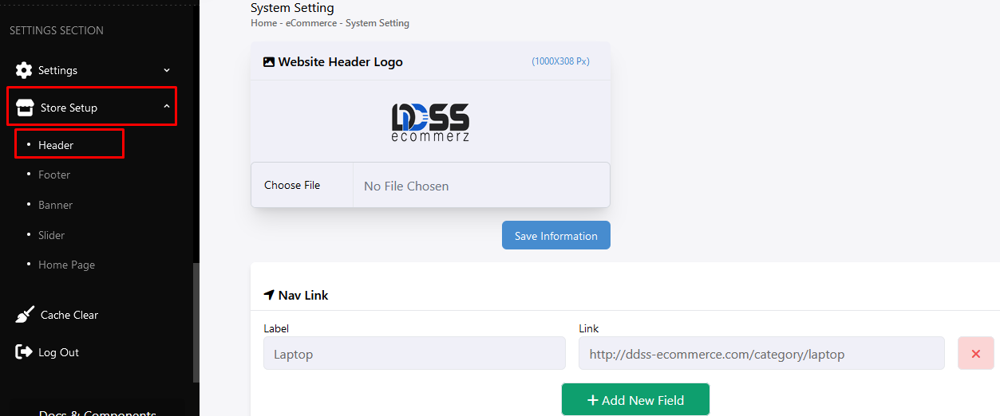 SETTINGS SECTION
Settings
Store Setup
Header
Footer
Banner
Slider
Home Page
Cache Clear
Log Out
Docs & Components
System Setting
Home - eCommerce - System Setting
Website Header Logo (1000X308 Px)
DDSS
ecommerz
Choose File No File Chosen
Save Information
Nav Link
Label Link
Laptop http://ddss-ecommerce.com/category/laptop
Add New Field